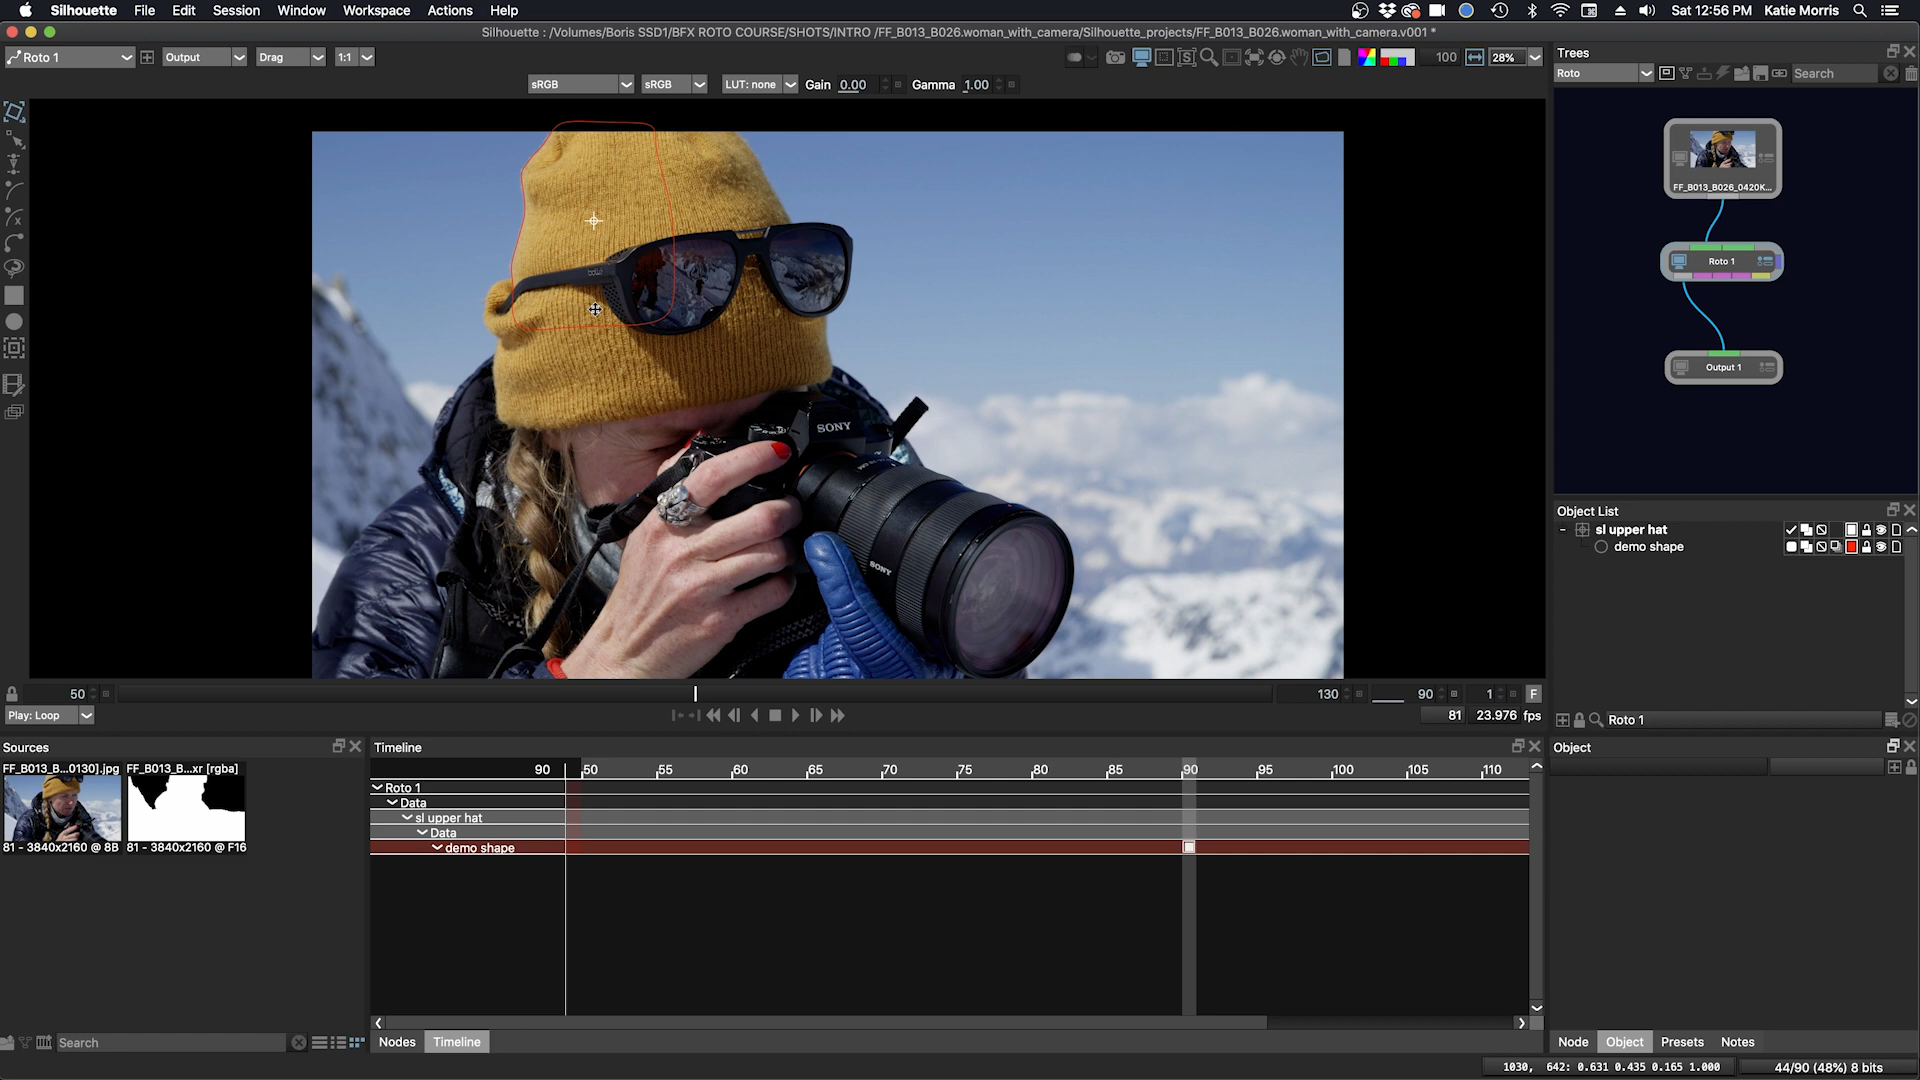 Silhouette File Edit Session Window Workspace Actions Help Sat 12:56 PM Katie Morris
Silhouette : /Volumes/Boris SSD1/BFX ROTO COURSE/SHOTS/INTRO /FF_B013_B026.woman_with_camera/Silhouette_projects/FF_B013_B026.woman_with_camera.v001 *
Roto 1 Output Drag 1:1 100 28%
sRGB sRGB LUT: none Gain 0.00 Gamma 1.00
Trees
Roto Search
FF_B013_B026_0420K...
Roto 1
Output 1
bollé
SONY
SONY
Object List
sl upper hat
demo shape
Roto 1
50 130 90 1 F
Play: Loop 81 23.976 fps
Sources
FF_B013_B...0130].jpg FF_B013_B...xr [rgba]
81 - 3840x2160 @ 8B 81 - 3840x2160 @ F16
Search
Timeline
90 50 55 60 65 70 75 80 85 90 95 100 105 110
Roto 1
Data
sl upper hat
Data
demo shape
Nodes Timeline
Object
Node Object Presets Notes
1030, 642: 0.631 0.435 0.165 1.000 44/90 (48%) 8 bits